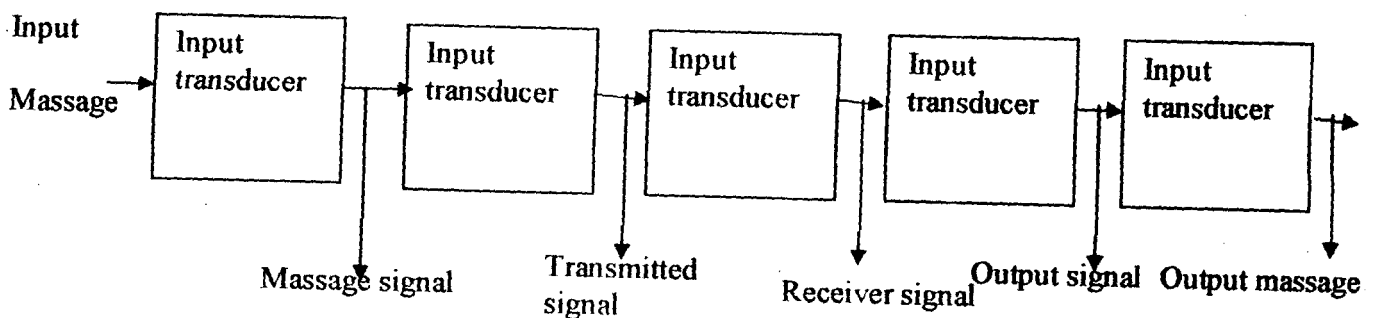 Input
Massage
Input
transducer
Input
transducer
Input
transducer
Input
transducer
Input
transducer
Massage signal
Transmitted
signal
Receiver signal
Output signal
Output massage